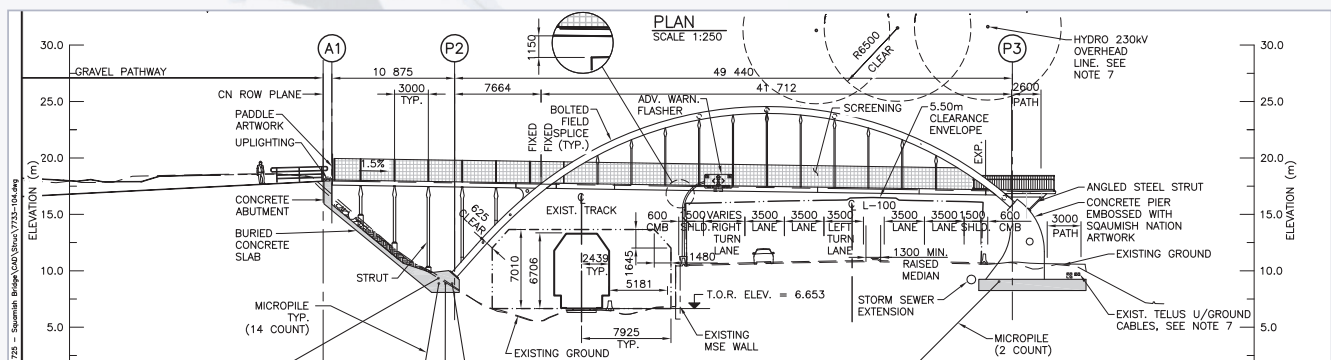 PLAN
SCALE 1:250
30.0
25.0
20.0
15.0
10.0
5.0
ELEVATION (m)
725 - Squamish Bridge\CAD\Struc\7733-104.dwg
A1
P2
P3
GRAVEL PATHWAY
10 875
49 440
CN ROW PLANE
3000
TYP.
7664
41 712
2600
PATH
1150
R6500
CLEAR
HYDRO 230kV
OVERHEAD
LINE. SEE
NOTE 7
PADDLE
ARTWORK
UPLIGHTING
1.5%
FIXED
FIXED
BOLTED
FIELD
SPLICE
(TYP.)
ADV. WARN.
FLASHER
SCREENING
5.50m
CLEARANCE
ENVELOPE
EXP.
CONCRETE
ABUTMENT
BURIED
CONCRETE
SLAB
STRUT
625
CLEAR
EXIST. TRACK
L-100
600
CMB
1500
SHLD.
VARIES
RIGHT
TURN
LANE
3500
LANE
3500
LANE
3500
LEFT
TURN
LANE
3500
LANE
3500
LANE
1500
SHLD.
600
CMB
3000
PATH
ANGLED STEEL STRUT
CONCRETE PIER
EMBOSSED WITH
SQAUMISH NATION
ARTWORK
EXISTING GROUND
7010
6706
2439
TYP.
1645
1480
5181
1300 MIN.
RAISED
MEDIAN
MICROPILE
TYP.
(14 COUNT)
T.O.R. ELEV. = 6.653
STORM SEWER
EXTENSION
7925
TYP.
EXISTING
MSE WALL
EXISTING GROUND
MICROPILE
(2 COUNT)
EXIST. TELUS U/GROUND
CABLES, SEE NOTE 7
30.0
25.0
20.0
15.0
10.0
5.0
ELEVATION (m)